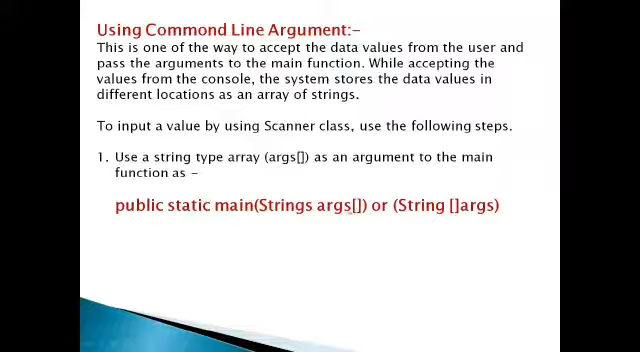 Using Commond Line Argument:-
This is one of the way to accept the data values from the user and
pass the arguments to the main function. While accepting the
values from the console, the system stores the data values in
different locations as an array of strings.
To input a value by using Scanner class, use the following steps.
1. Use a string type array (args[]) as an argument to the main
function as -
public static main(Strings args[]) or (String []args)